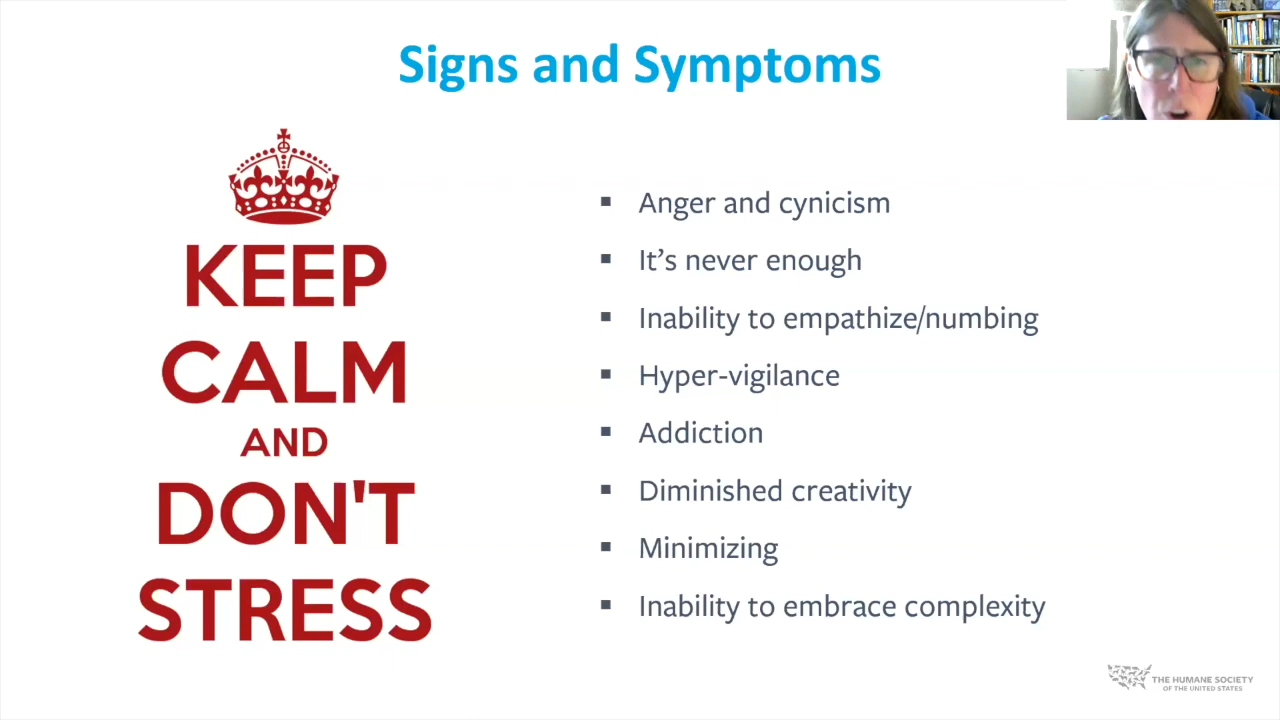 Signs and Symptoms
KEEP
CALM
AND
DON'T
STRESS
▪ Anger and cynicism
▪ It’s never enough
▪ Inability to empathize/numbing
▪ Hyper-vigilance
▪ Addiction
▪ Diminished creativity
▪ Minimizing
▪ Inability to embrace complexity
THE HUMANE SOCIETY
OF THE UNITED STATES